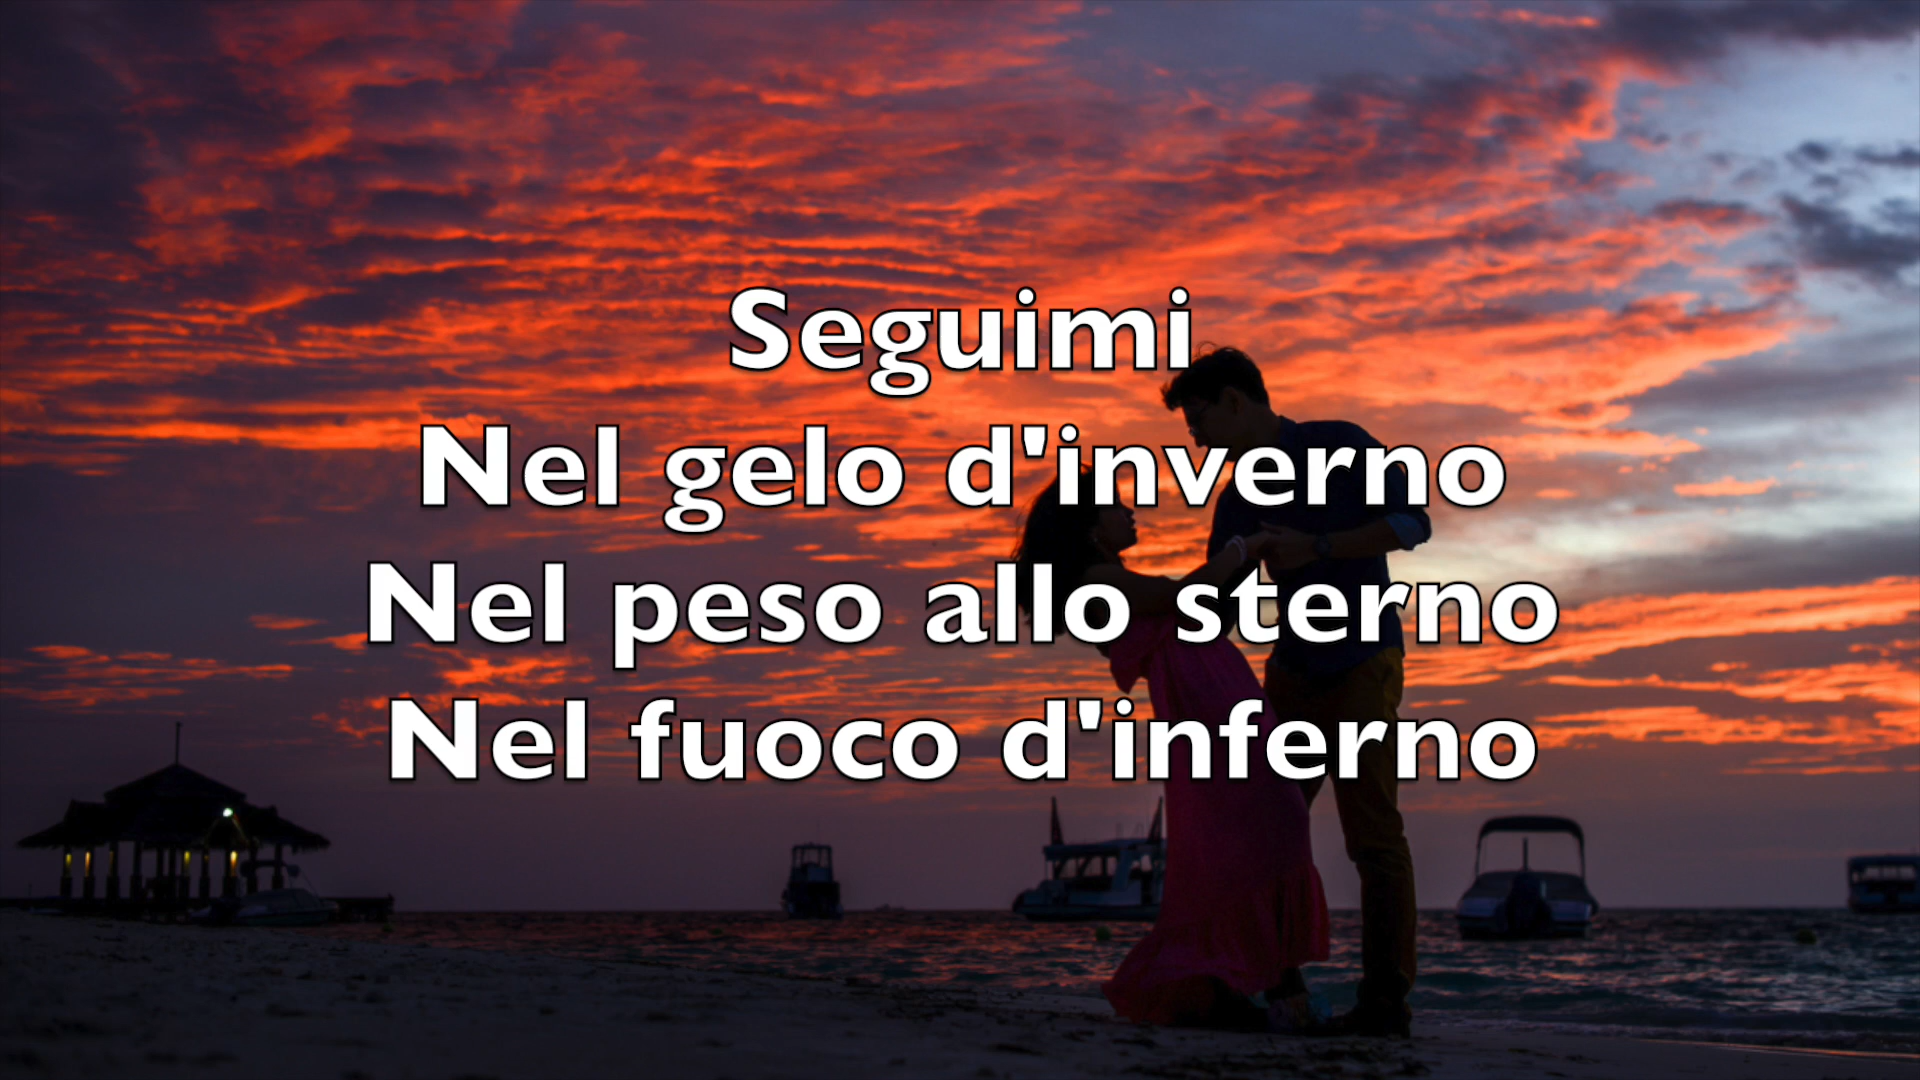 Seguimi
Nel gelo d'inverno
Nel peso allo sterno
Nel fuoco d'inferno